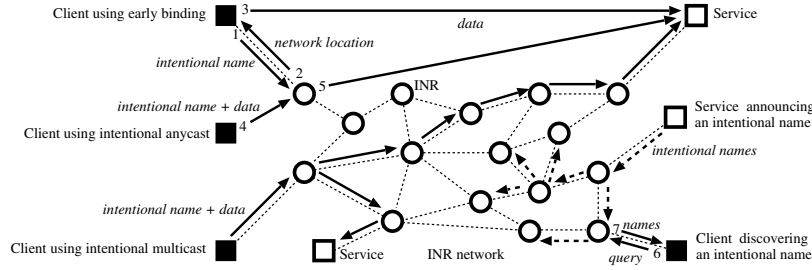 Client using early binding
3
data
Service
1
network location
intentional name
2
5
INR
intentional name + data
Client using intentional anycast
4
Service announcing
an intentional name
intentional names
intentional name + data
Client using intentional multicast
Service
INR network
7
names
6
query
Client discovering
an intentional name